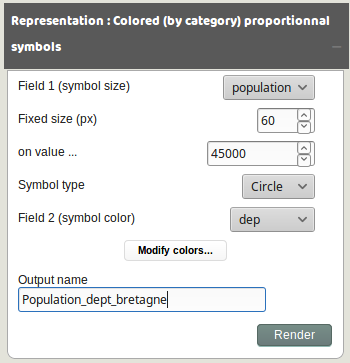 Representation : Colored (by category) proportionnal
symbols
Field 1 (symbol size) population
Fixed size (px) 60
on value ... 45000
Symbol type Circle
Field 2 (symbol color) dep
Modify colors...
Output name
Population_dept_bretagne
Render